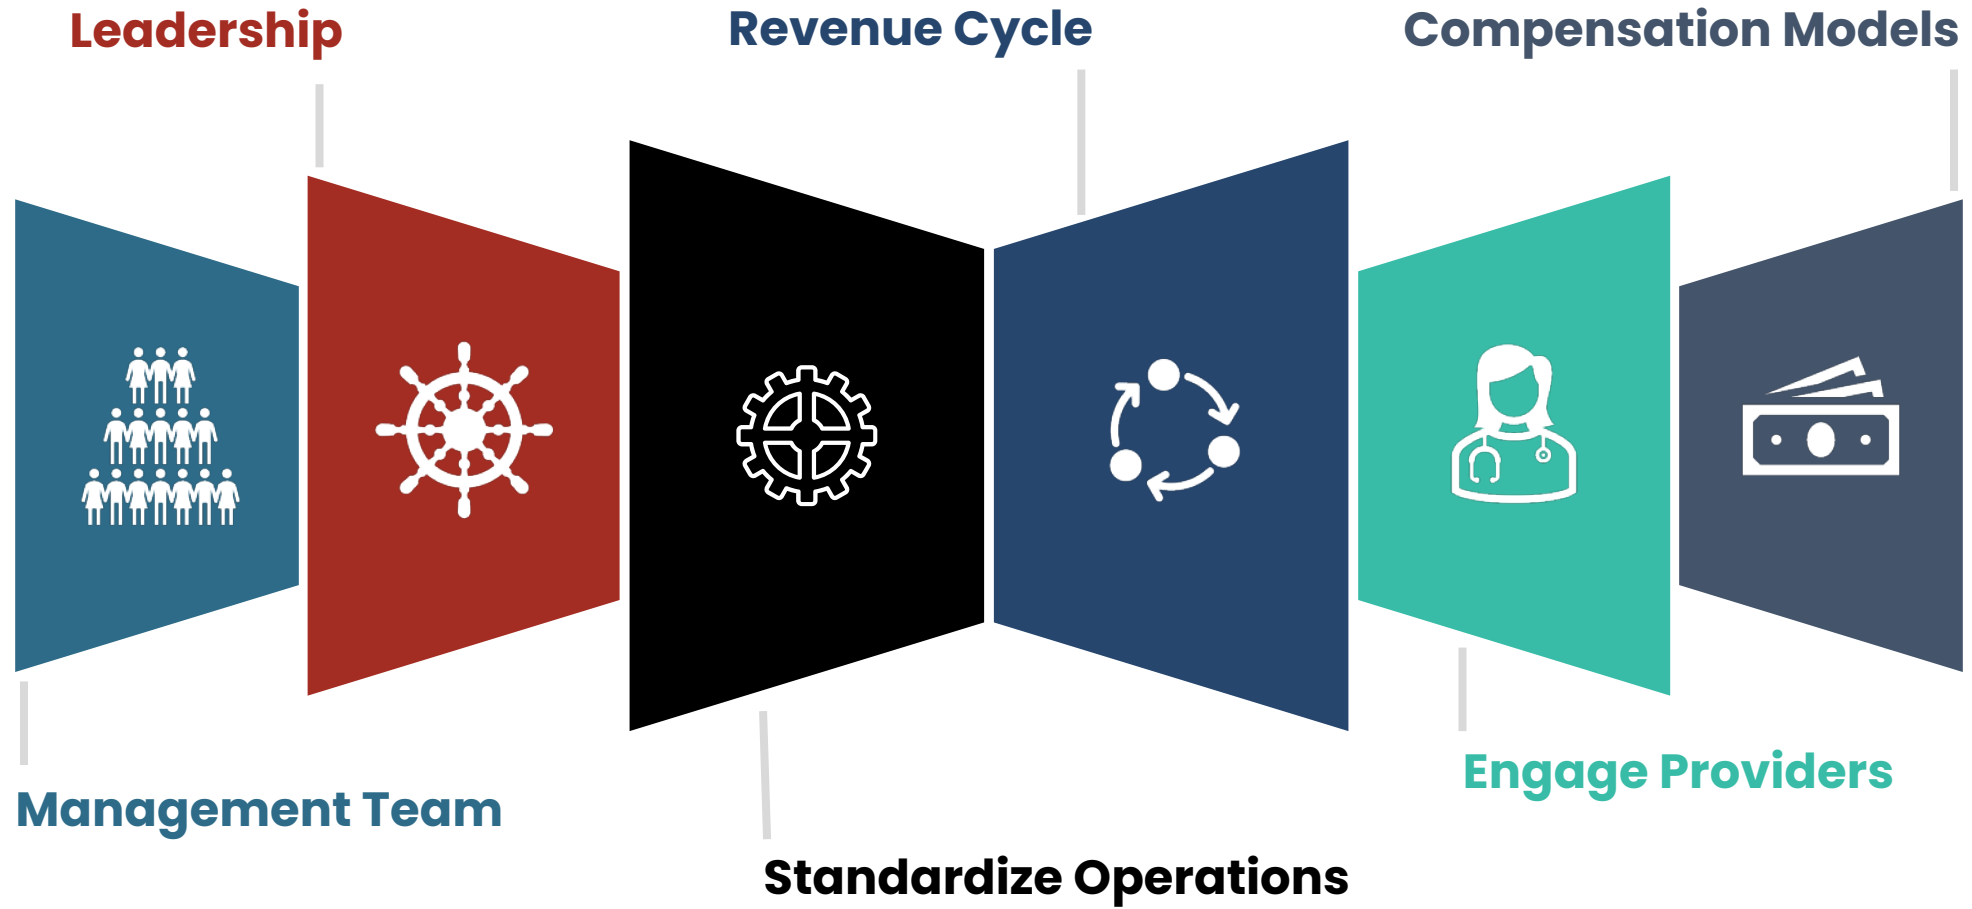 Leadership
Revenue Cycle
Compensation Models
Management Team
Standardize Operations
Engage Providers